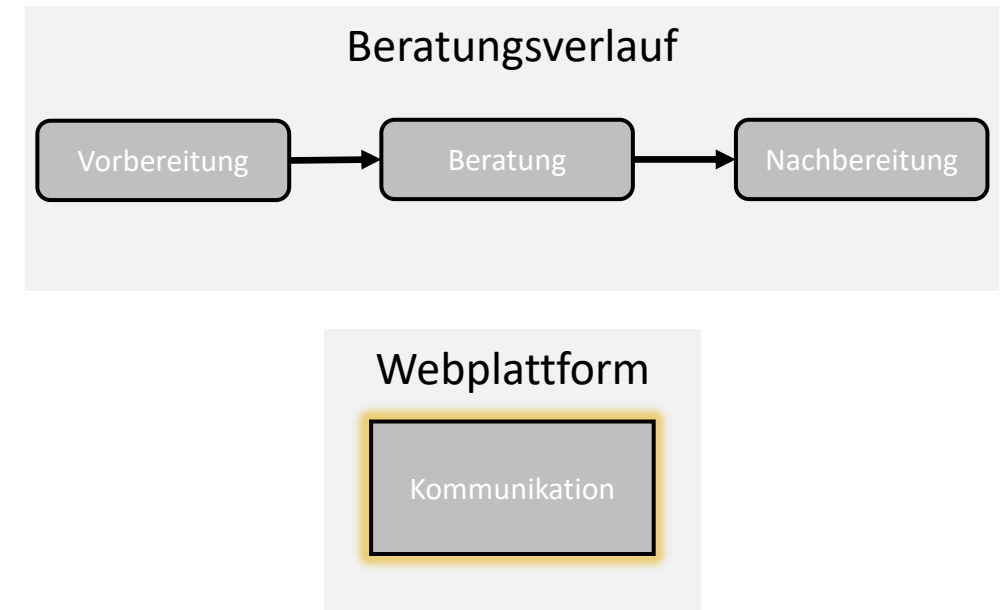 Beratungsverlauf
Vorbereitung
Beratung
Nachbereitung
Webplattform
Kommunikation